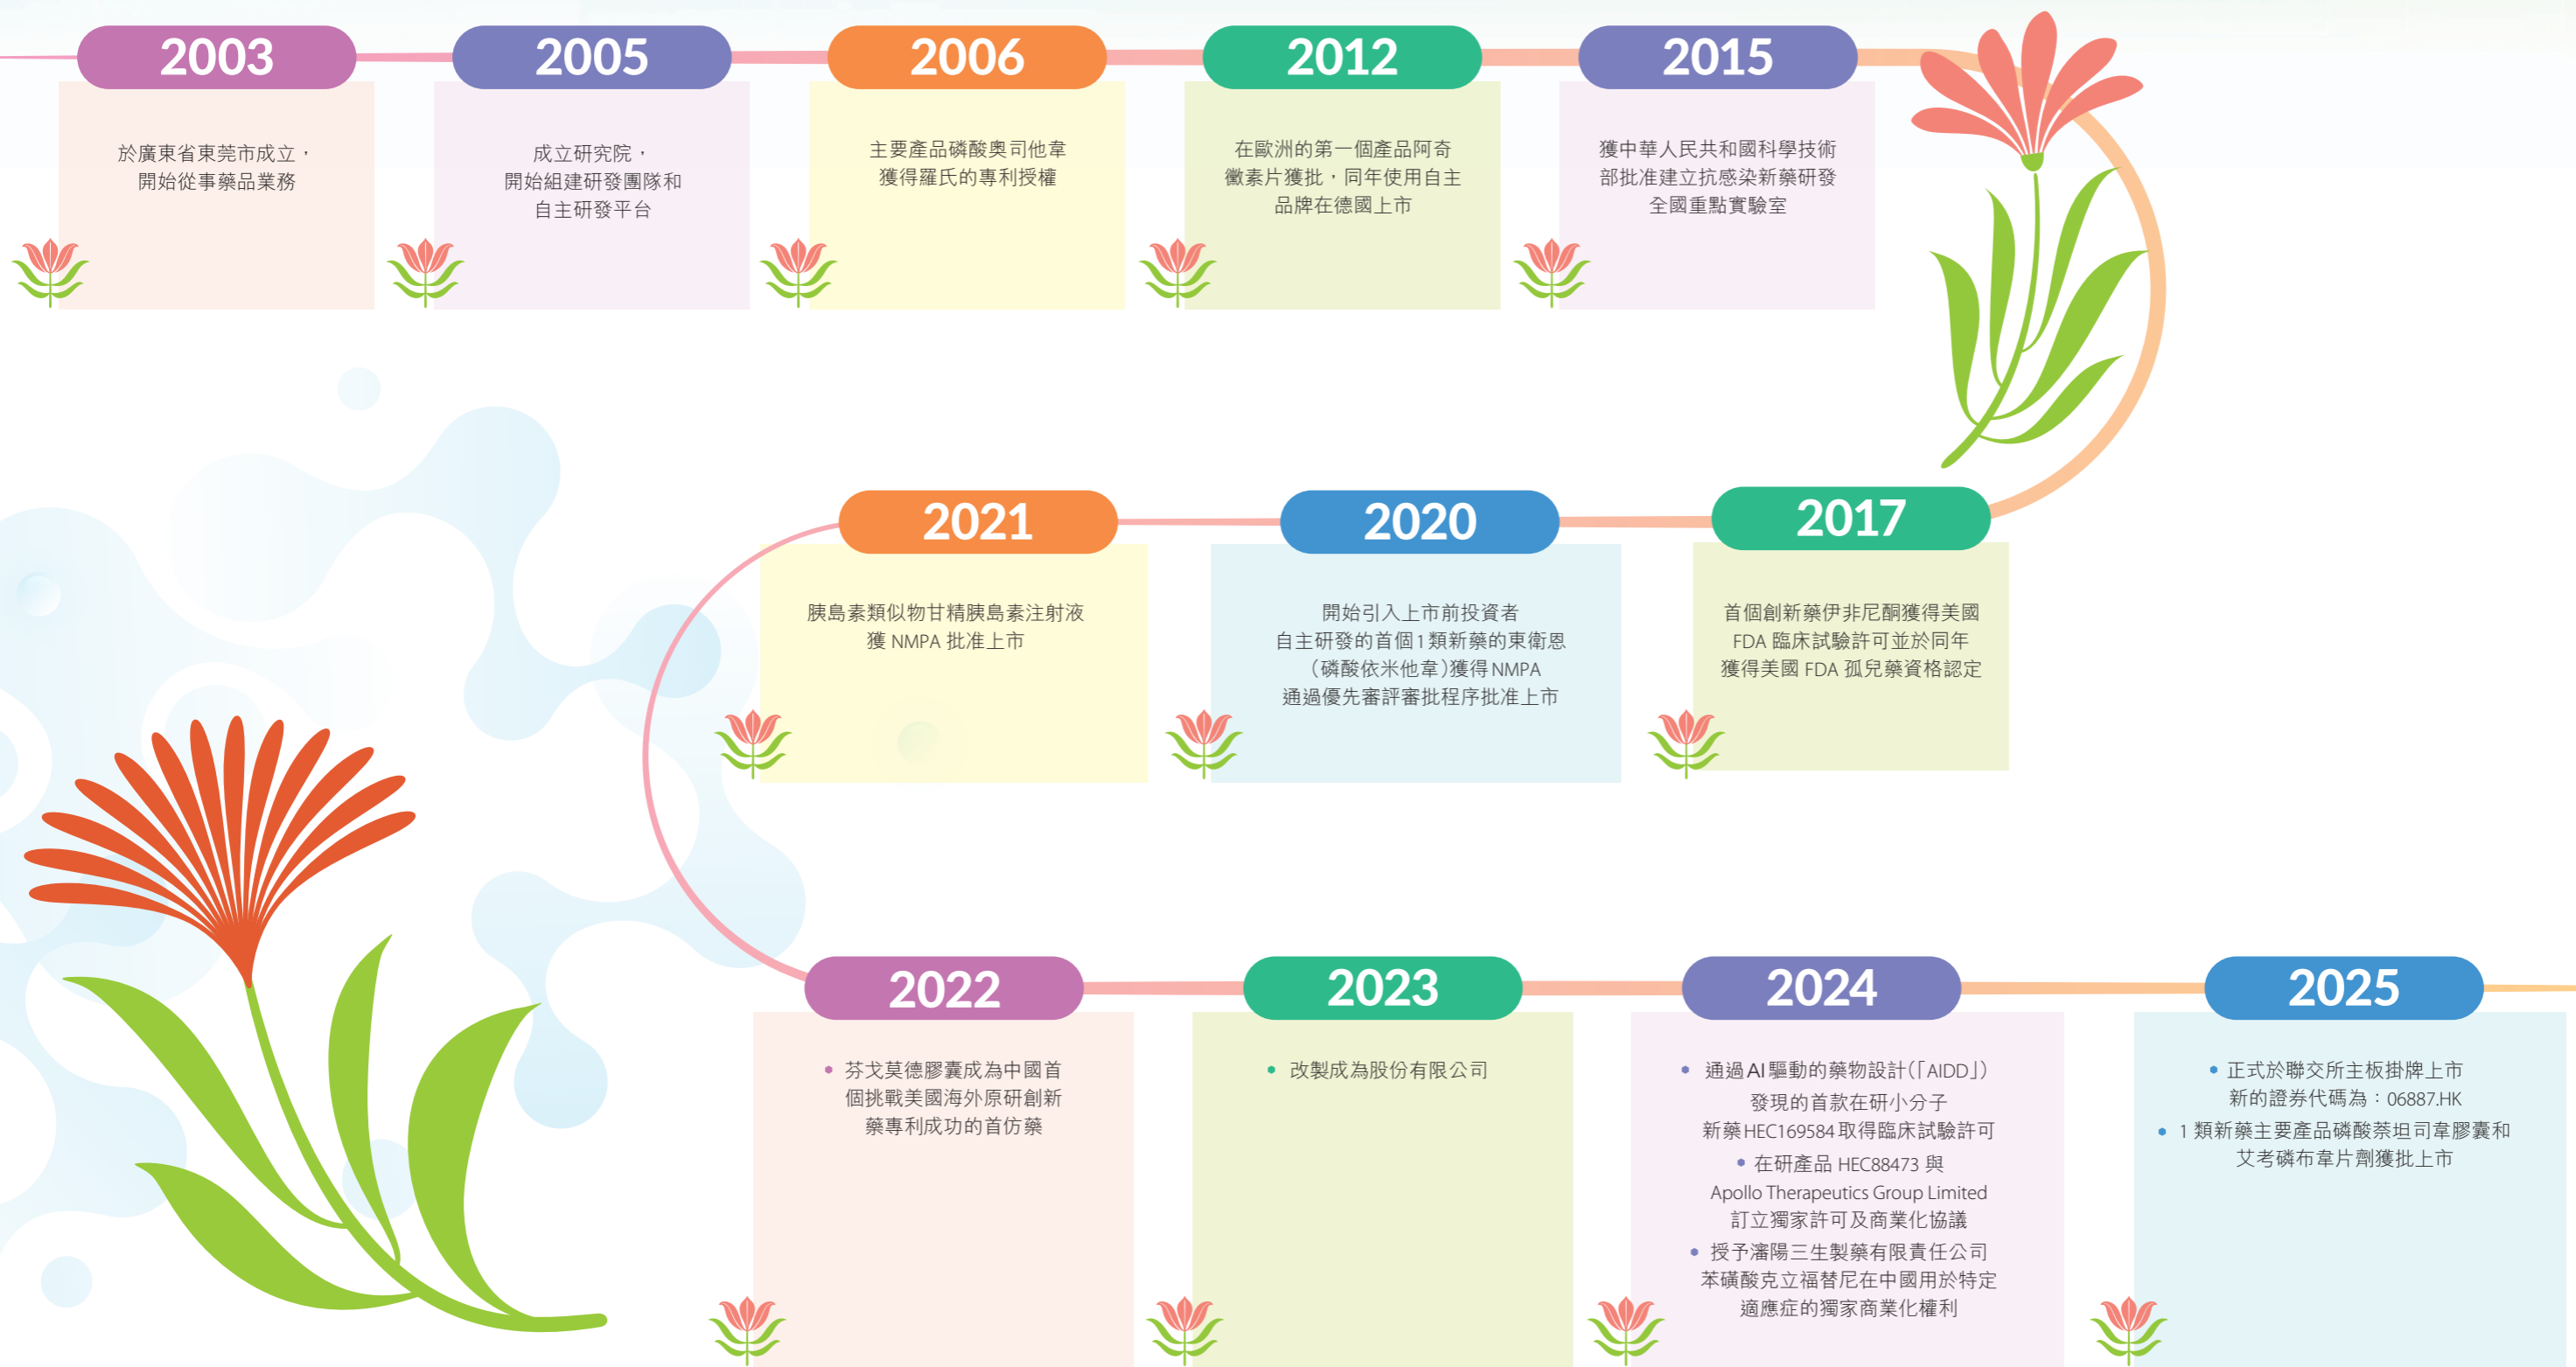 2003
於廣東省東莞市成立，
開始從事藥品業務
2005
成立研究院，
開始組建研發團隊和
自主研發平台
2006
主要產品磷酸奧司他韋
獲得羅氏的專利授權
2012
在歐洲的第一個產品阿奇
黴素片獲批，同年使用自主
品牌在德國上市
2015
獲中華人民共和國科學技術
部批准建立抗感染新藥研發
全國重點實驗室
2017
首個創新藥伊非尼酮獲得美國
FDA 臨床試驗許可並於同年
獲得美國 FDA 孤兒藥資格認定
2020
開始引入上市前投資者
自主研發的首個1類新藥的東衛恩
（磷酸依米他韋）獲得NMPA
通過優先審評審批程序批准上市
2021
胰島素類似物甘精胰島素注射液
獲 NMPA 批准上市
2022
• 芬戈莫德膠囊成為中國首
個挑戰美國海外原研創新
藥專利成功的首仿藥
2023
• 改製成為股份有限公司
2024
• 通過AI驅動的藥物設計（「AIDD」）
發現的首款在研小分子
新藥HEC169584取得臨床試驗許可
• 在研產品 HEC88473 與
Apollo Therapeutics Group Limited
訂立獨家許可及商業化協議
• 授予瀋陽三生製藥有限責任公司
苯磺酸克立福替尼在中國用於特定
適應症的獨家商業化權利
2025
• 正式於聯交所主板掛牌上市
新的證券代碼為：06887.HK
• 1 類新藥主要產品磷酸萘坦司韋膠囊和
艾考磷布韋片劑獲批上市